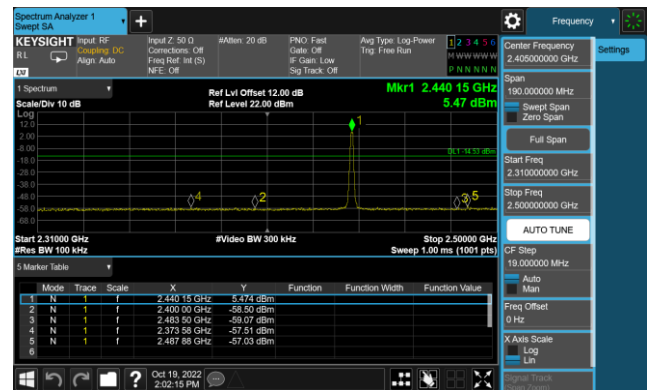 Spectrum Analyzer 1
Swept SA
Frequency
KEYSIGHT
RL
LXI
Input: RF
Coupling: DC
Align: Auto
Input Z: 50 Ω
Corrections: Off
Freq Ref: Int (S)
NFE: Off
#Atten: 20 dB
PNO: Fast
Gate: Off
IF Gain: Low
Sig Track: Off
Avg Type: Log-Power
Trig: Free Run
1 2 3 4 5 6
M W W W W W
P N N N N N
1 Spectrum
Scale/Div 10 dB
Ref Lvl Offset 12.00 dB
Ref Level 22.00 dBm
Mkr1 2.440 15 GHz
5.47 dBm
Log
12.0
2.00
-8.00
-18.0
-28.0
-38.0
-48.0
-58.0
-68.0
1
DL1 -14.53 dBm
4
2
3
5
Start 2.31000 GHz
#Res BW 100 kHz
#Video BW 300 kHz
Stop 2.50000 GHz
Sweep 1.00 ms (1001 pts)
5 Marker Table
Mode Trace Scale X Y Function Function Width Function Value
1 N 1 f 2.440 15 GHz 5.474 dBm
2 N 1 f 2.400 00 GHz -58.50 dBm
3 N 1 f 2.483 50 GHz -59.07 dBm
4 N 1 f 2.373 58 GHz -57.51 dBm
5 N 1 f 2.487 88 GHz -57.03 dBm
6
Oct 19, 2022
2:02:15 PM
Center Frequency
2.405000000 GHz
Settings
Span
190.000000 MHz
Swept Span
Zero Span
Full Span
Start Freq
2.310000000 GHz
Stop Freq
2.500000000 GHz
AUTO TUNE
CF Step
19.000000 MHz
Auto
Man
Freq Offset
0 Hz
X Axis Scale
Log
Lin
Signal Track
(Span Zoom)